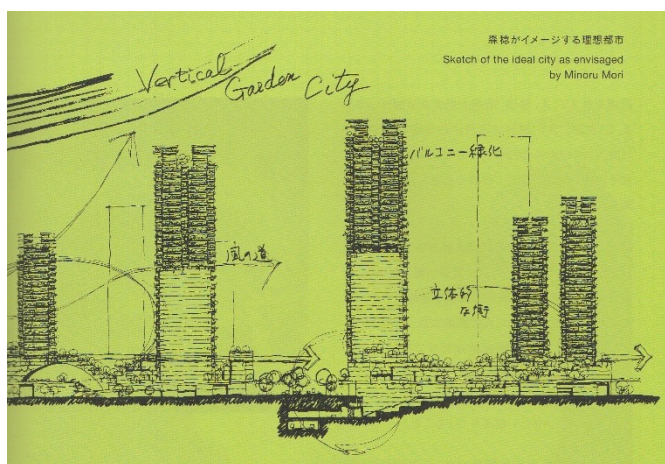 森稔がイメージする理想都市
Sketch of the ideal city as envisaged
by Minoru Mori
Vertical
Garden City
バルコニー緑化
風の道
立体的
な街